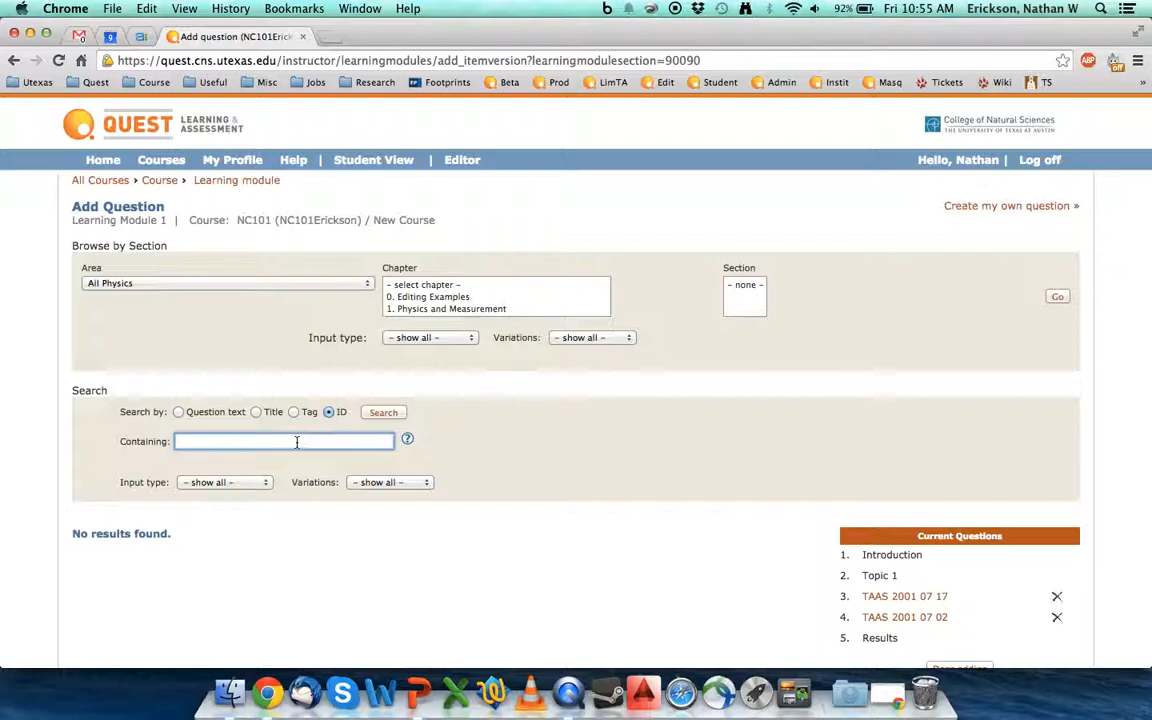 Chrome File Edit View History Bookmarks Window Help 92% Fri 10:55 AM Erickson, Nathan W
Add question (NC101Erick
https://quest.cns.utexas.edu/instructor/learningmodules/add_itemversion?learningmodulesection=90090
Utexas Quest Course Useful Misc Jobs Research Footprints Beta Prod LimTA Edit Student Admin Instit Masq Tickets Wiki TS »
QUEST LEARNING & ASSESSMENT
College of Natural Sciences
THE UNIVERSITY OF TEXAS AT AUSTIN
Home Courses My Profile Help | Student View | Editor Hello, Nathan | Log off
All Courses › Course › Learning module
Add Question
Learning Module 1 | Course: NC101 (NC101Erickson) / New Course
Create my own question »
Browse by Section
Area Chapter Section
All Physics
– select chapter –
0. Editing Examples
1. Physics and Measurement
– none –
Go
Input type: – show all – Variations: – show all –
Search
Search by: Question text Title Tag ID Search
Containing: ?
Input type: – show all – Variations: – show all –
No results found.
Current Questions
1. Introduction
2. Topic 1
3. TAAS 2001 07 17
4. TAAS 2001 07 02
5. Results